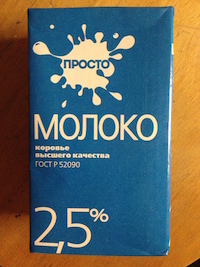 ПРОСТО
МОЛОКО
коровье
высшего качества
ГОСТ Р 52090
2,5%